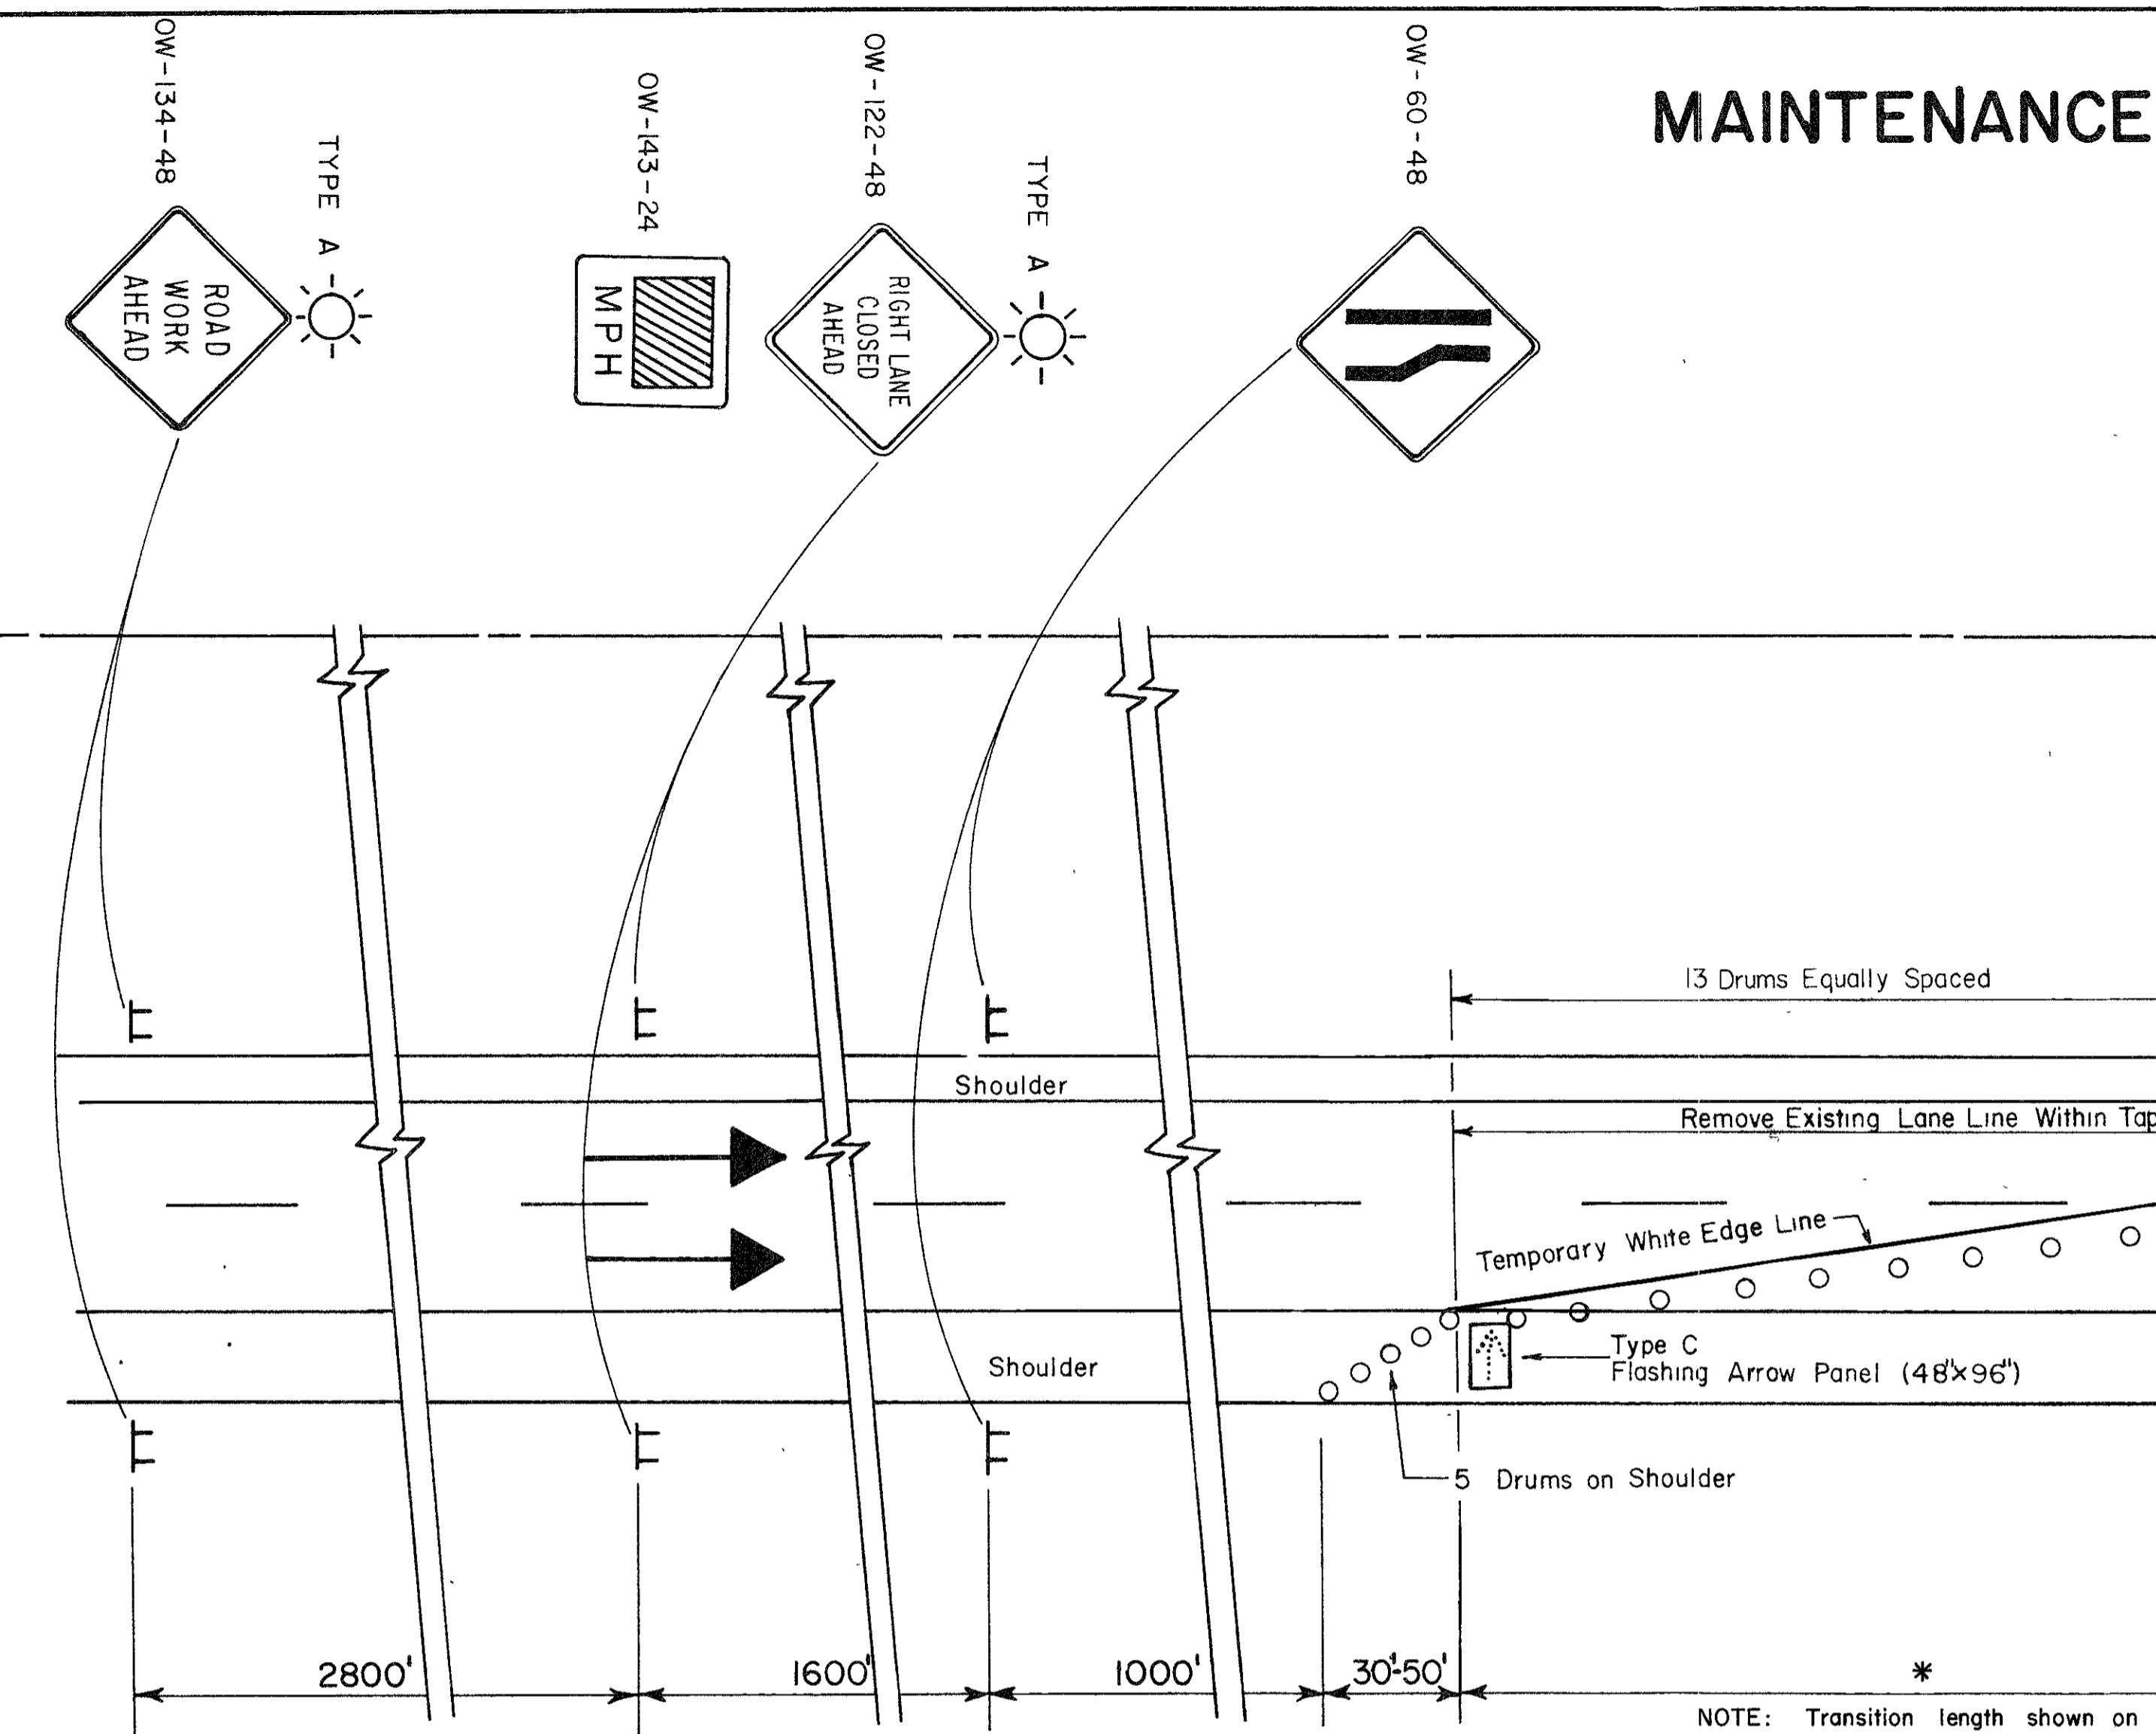 MAINTENANCE
OW-134-48
TYPE A
ROAD
WORK
AHEAD
OW-143-24
MPH
OW-122-48
TYPE A
RIGHT LANE
CLOSED
AHEAD
OW-60-48
13 Drums Equally Spaced
Shoulder
Remove Existing Lane Line Within Tap
Temporary White Edge Line
Shoulder
Type C
Flashing Arrow Panel (48"x96")
5 Drums on Shoulder
2800'
1600'
1000'
30'-50'
*
NOTE: Transition length shown on